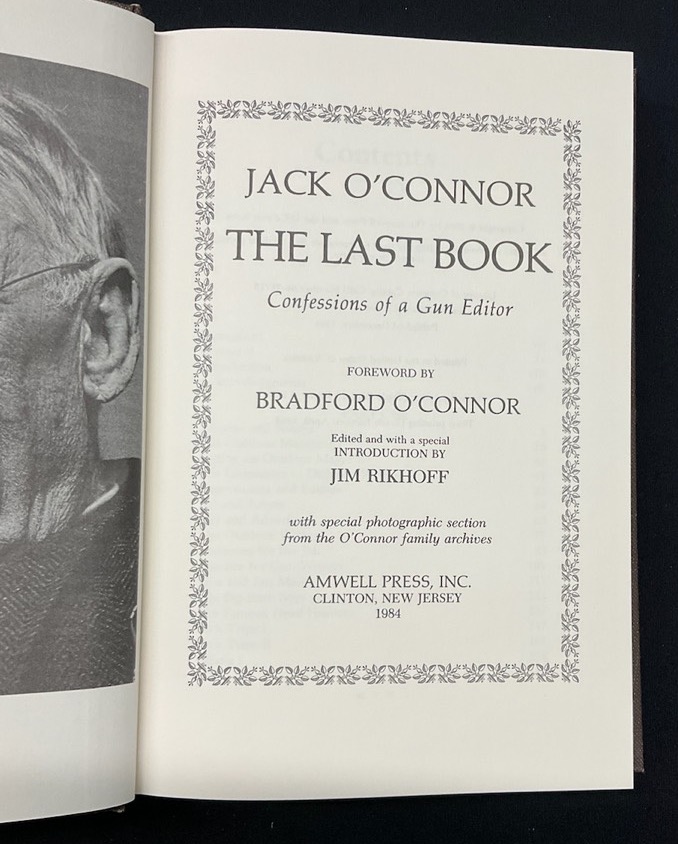 JACK O'CONNOR
THE LAST BOOK
Confessions of a Gun Editor
FOREWORD BY
BRADFORD O'CONNOR
Edited and with a special
INTRODUCTION BY
JIM RIKHOFF
with special photographic section
from the O'Connor family archives
AMWELL PRESS, INC.
CLINTON, NEW JERSEY
1984